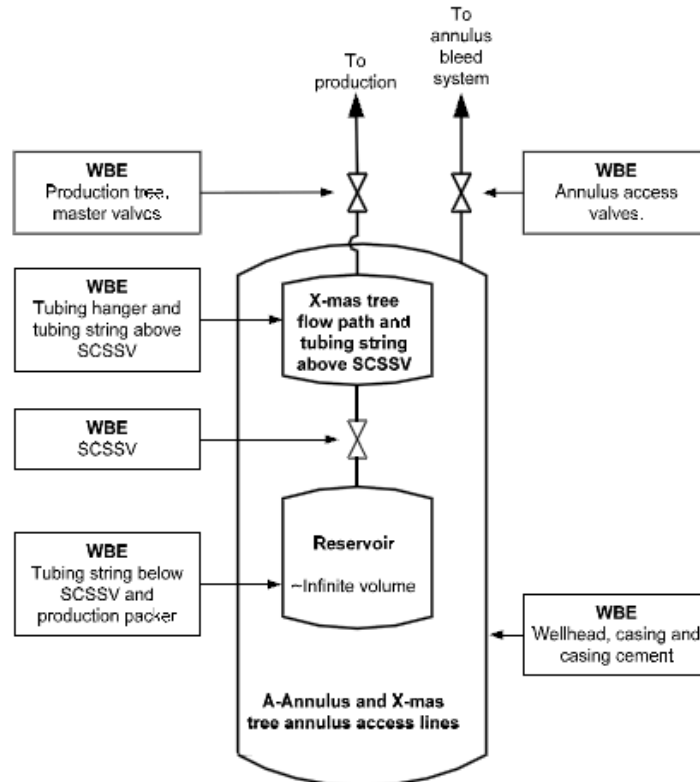 To
production
To
annulus
bleed
system
WBE
Production tree,
master valves
WBE
Annulus access
valves.
WBE
Tubing hanger and
tubing string above
SCSSV
X-mas tree
flow path and
tubing string
above SCSSV
WBE
SCSSV
WBE
Tubing string below
SCSSV and
production packer
Reservoir
~Infinite volume
WBE
Wellhead, casing and
casing cement
A-Annulus and X-mas
tree annulus access lines